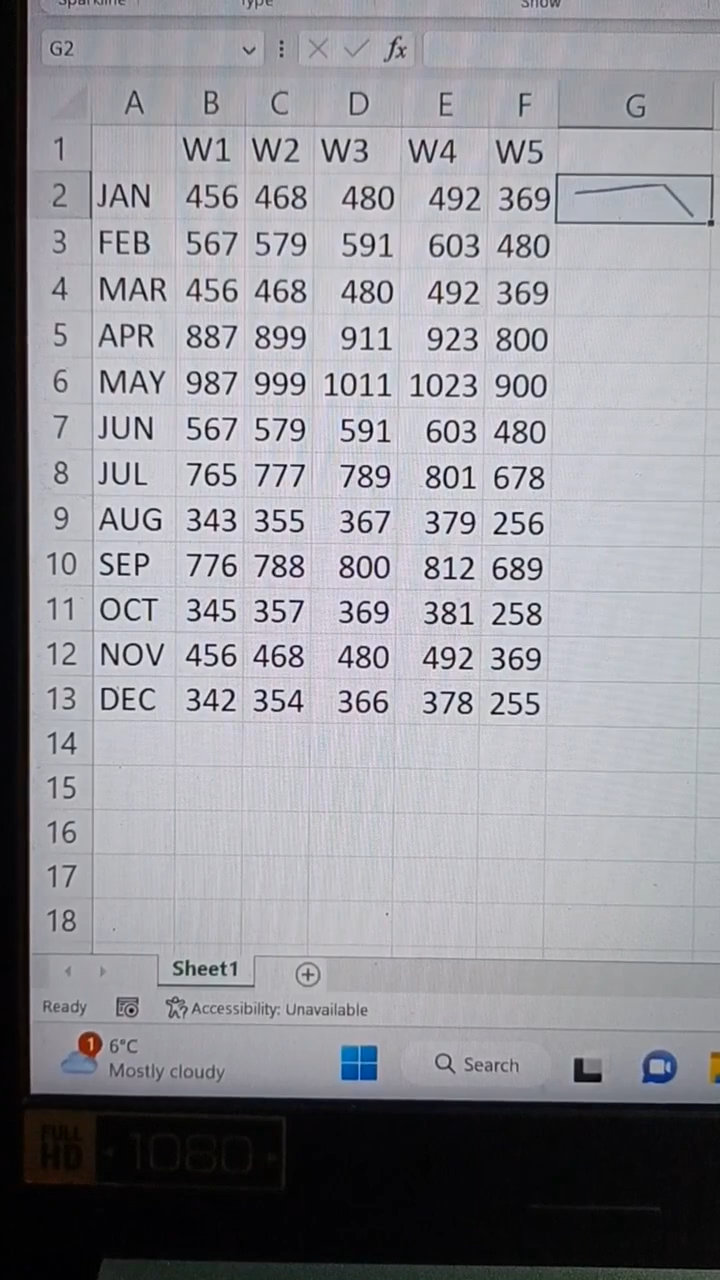 Sparkline Type Show
G2 fx
A B C D E F G
1 W1 W2 W3 W4 W5
2 JAN 456 468 480 492 369
3 FEB 567 579 591 603 480
4 MAR 456 468 480 492 369
5 APR 887 899 911 923 800
6 MAY 987 999 1011 1023 900
7 JUN 567 579 591 603 480
8 JUL 765 777 789 801 678
9 AUG 343 355 367 379 256
10 SEP 776 788 800 812 689
11 OCT 345 357 369 381 258
12 NOV 456 468 480 492 369
13 DEC 342 354 366 378 255
14
15
16
17
18
Sheet1
Ready Accessibility: Unavailable
1 6°C
Mostly cloudy
Search
FULL
HD 1080